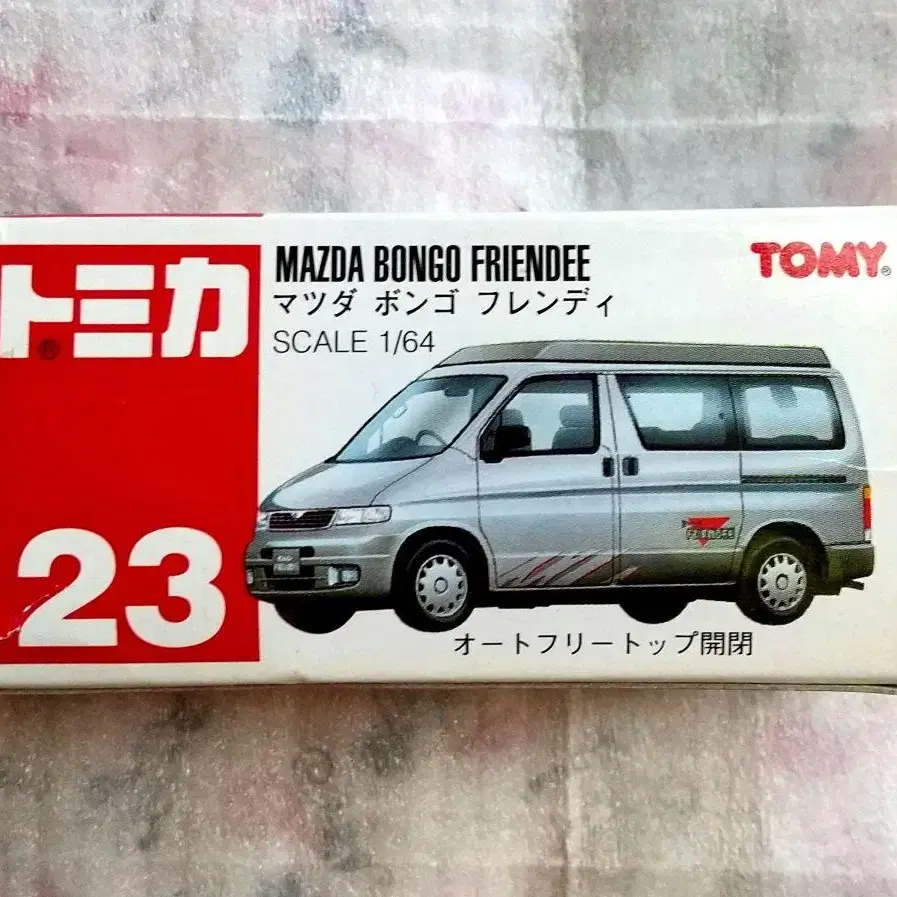 トミカ®
23
MAZDA BONGO FRIENDEE
マツダ ボンゴ フレンディ
SCALE 1/64
TOMY®
FRIENDEE
オートフリートップ開閉